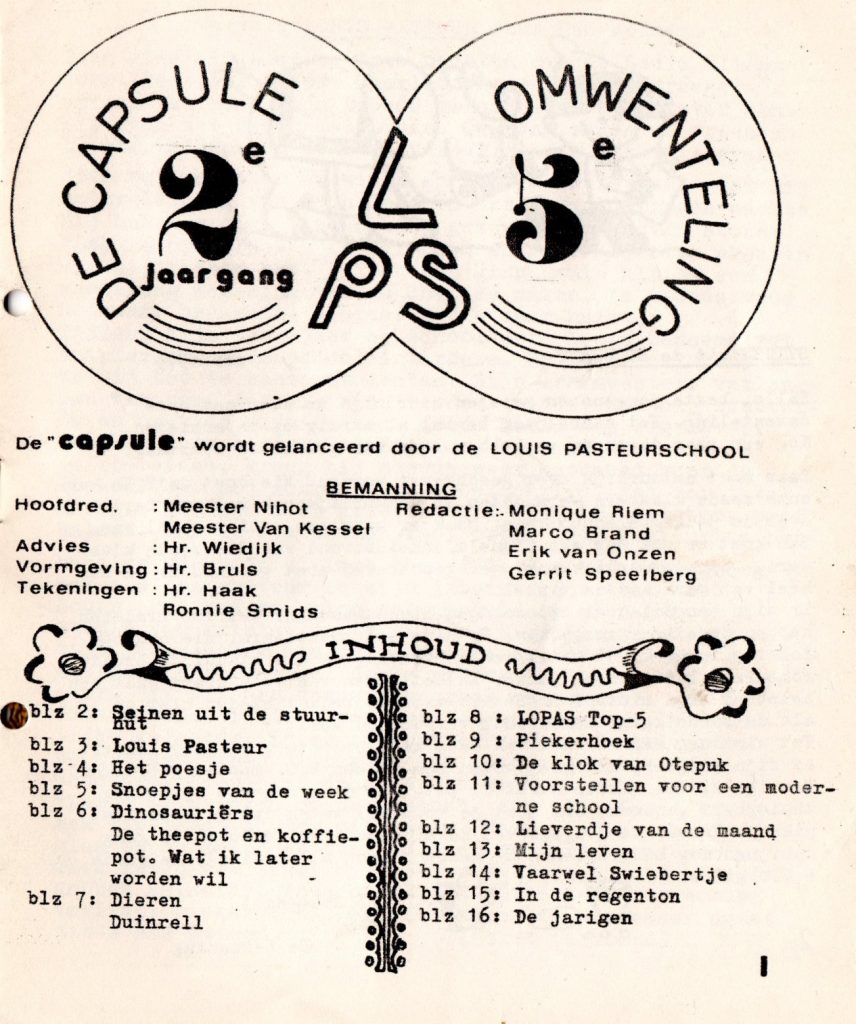 DE CAPSULE
2e
jaargang
L
PS
OMWENTELING
5e
De "capsule" wordt gelanceerd door de LOUIS PASTEURSCHOOL
BEMANNING
Hoofdred. : Meester Nihot
Meester Van Kessel
Advies : Hr. Wiedijk
Vormgeving : Hr. Bruls
Tekeningen : Hr. Haak
Ronnie Smids
Redactie:. Monique Riem
Marco Brand
Erik van Onzen
Gerrit Speelberg
INHOUD
blz 2: Seinen uit de stuur-
hut
blz 3: Louis Pasteur
blz 4: Het poesje
blz 5: Snoepjes van de week
blz 6: Dinosauriërs
De theepot en koffie-
pot. Wat ik later
worden wil
blz 7: Dieren
Duinrell
blz 8 : LOPAS Top-5
blz 9 : Piekerhoek
blz 10: De klok van Otepuk
blz 11: Voorstellen voor een moder-
ne school
blz 12: Lieverdje van de maand
blz 13: Mijn leven
blz 14: Vaarwel Swiebertje
blz 15: In de regenton
blz 16: De jarigen
1